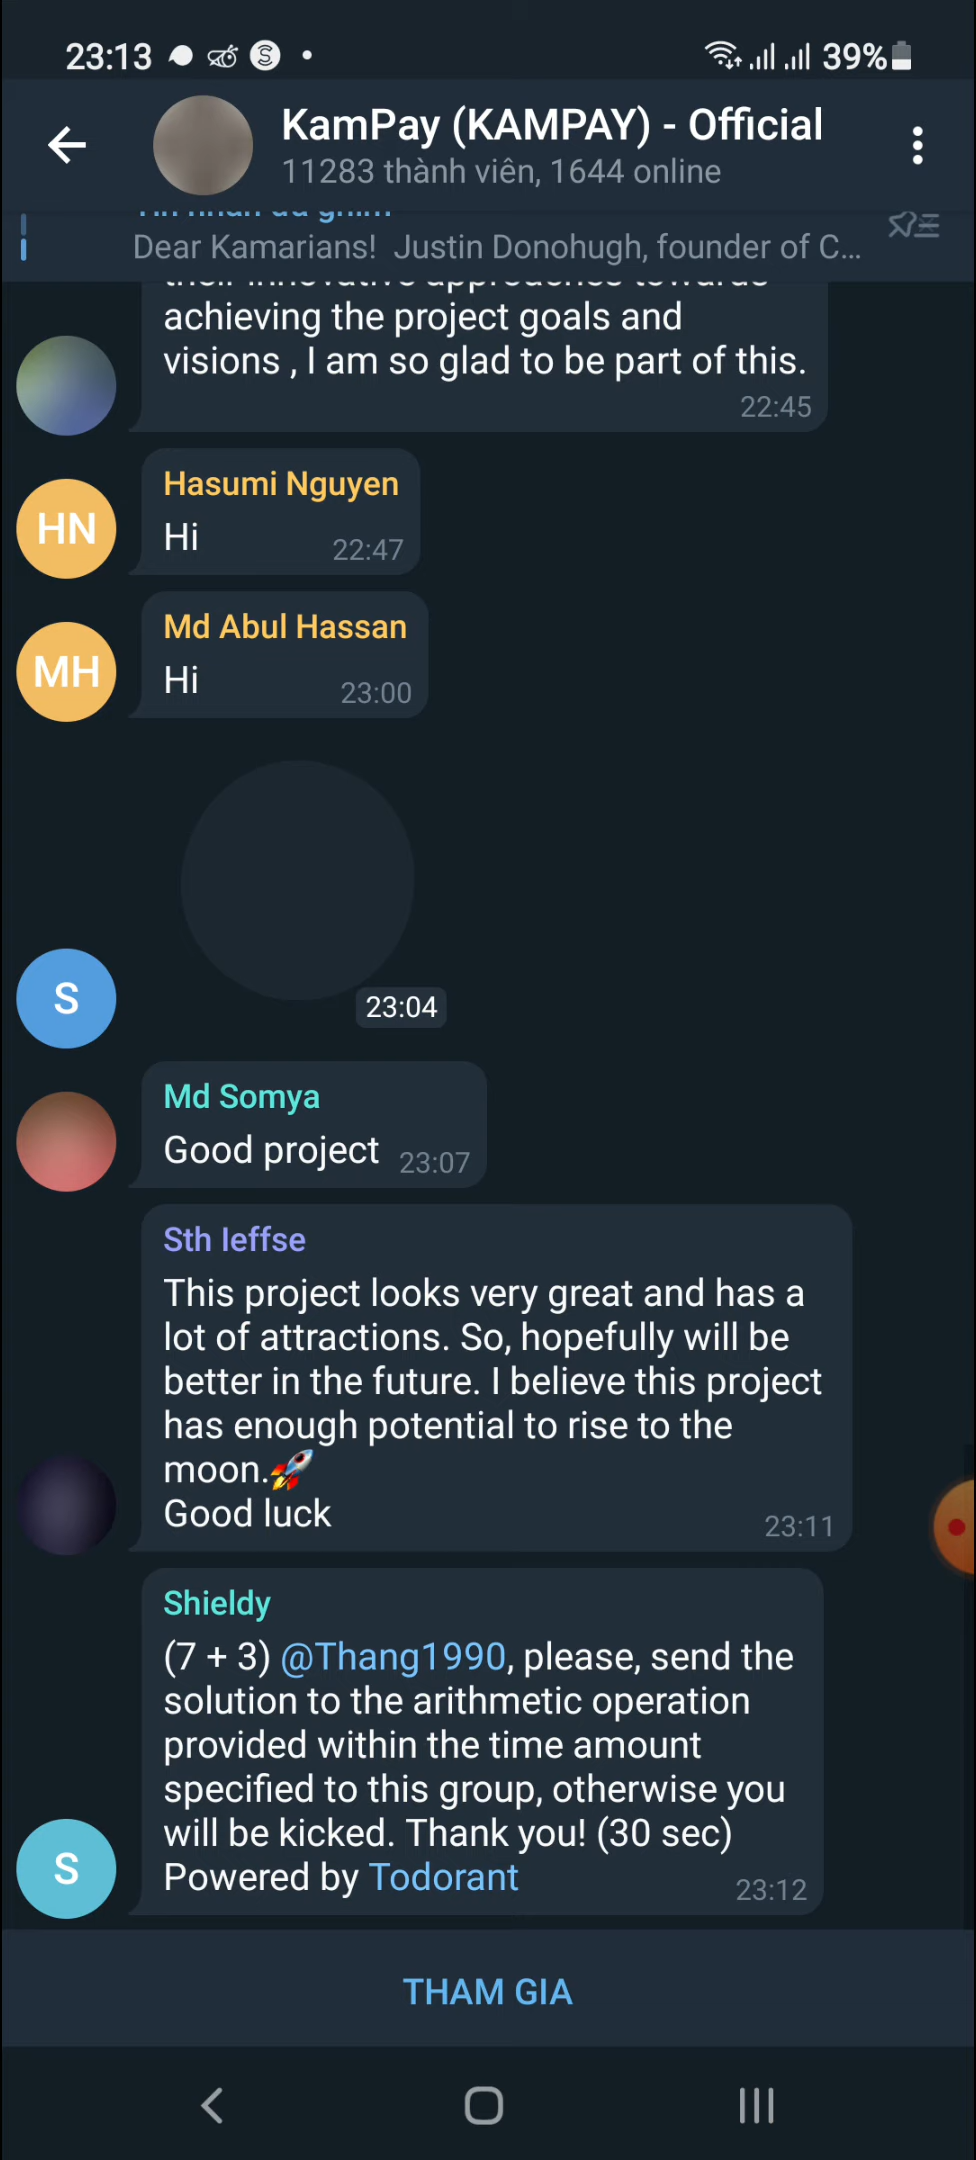 23:13 39%
KamPay (KAMPAY) - Official
11283 thành viên, 1644 online
Dear Kamarians! Justin Donohugh, founder of C...
their innovative approaches towards
achieving the project goals and
visions , I am so glad to be part of this.
22:45
HN
Hasumi Nguyen
Hi 22:47
MH
Md Abul Hassan
Hi 23:00
S
23:04
Md Somya
Good project 23:07
Sth Ieffse
This project looks very great and has a
lot of attractions. So, hopefully will be
better in the future. I believe this project
has enough potential to rise to the
moon.🚀
Good luck
23:11
Shieldy
(7 + 3) @Thang1990, please, send the
solution to the arithmetic operation
provided within the time amount
specified to this group, otherwise you
will be kicked. Thank you! (30 sec)
Powered by Todorant
23:12
S
THAM GIA